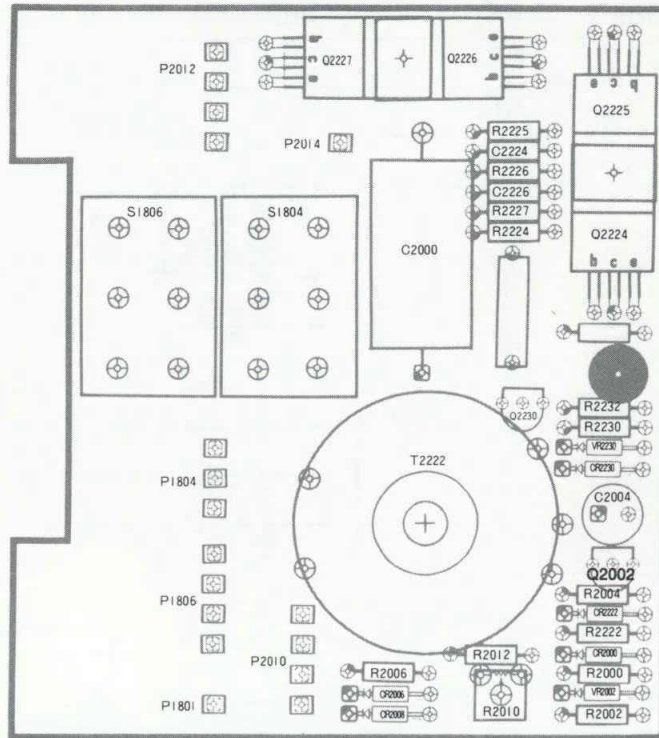 b
c
e
Q2227
Q2226
e
c
b
P2012
e c b
Q2225
P2014
R2225
C2224
R2226
C2226
R2227
R2224
S1806
S1804
C2000
Q2224
b c e
Q2230
R2232
R2230
VR2230
CR2230
T2222
P1804
C2004
Q2002
R2004
CR2222
P1806
R2222
P2010
R2012
CR2000
R2006
R2000
CR2006
VR2002
P1801
CR2008
R2010
R2002